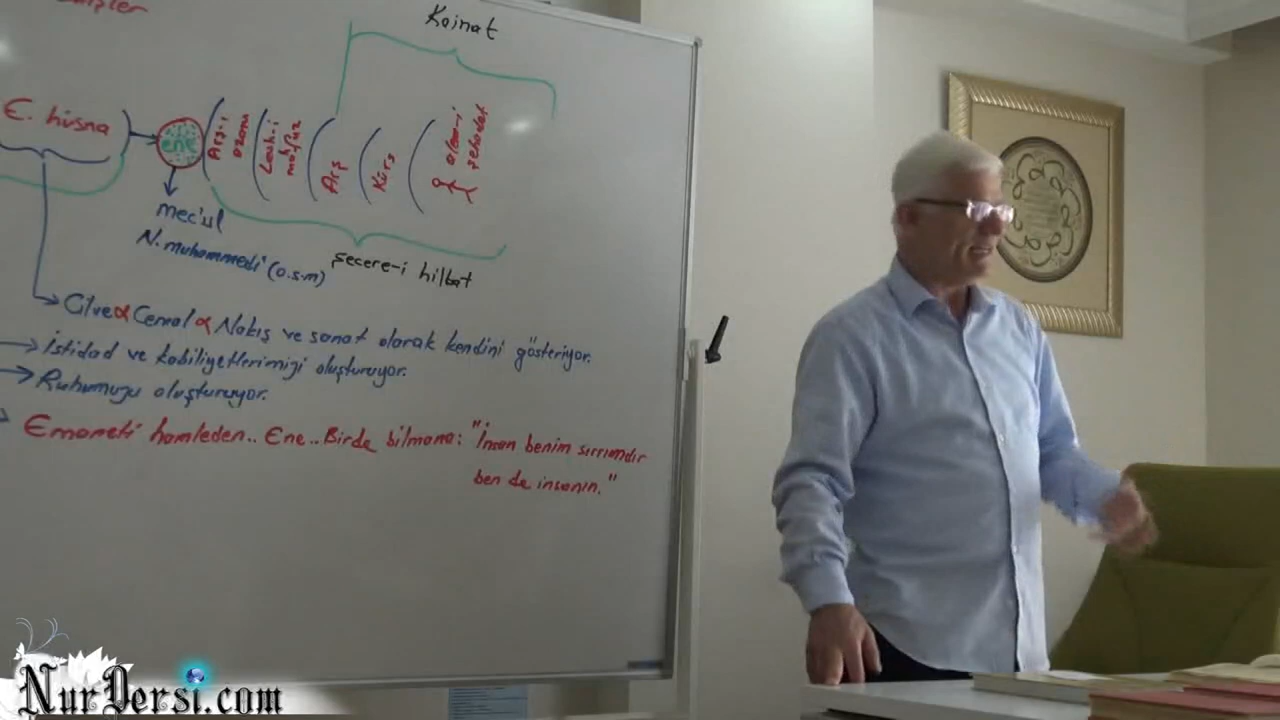 Kainat
E. hüsna
ene
Arş-ı azam
Levh-i mahfuz
Arş
Kürs
alem-i şehadet
mec'ul
N. muhammedi (a.s.m)
şecere-i hilkat
Cilve α Cemal α Nakış ve sanat olarak kendini gösteriyor.
İstidad ve kabiliyetlerimizi oluşturuyor.
Ruhumuzu oluşturuyor.
Emaneti hamleden.. Ene.. Birde bilmana: "İnsan benim sırrımdır
ben de insanın."
NurDersi.com